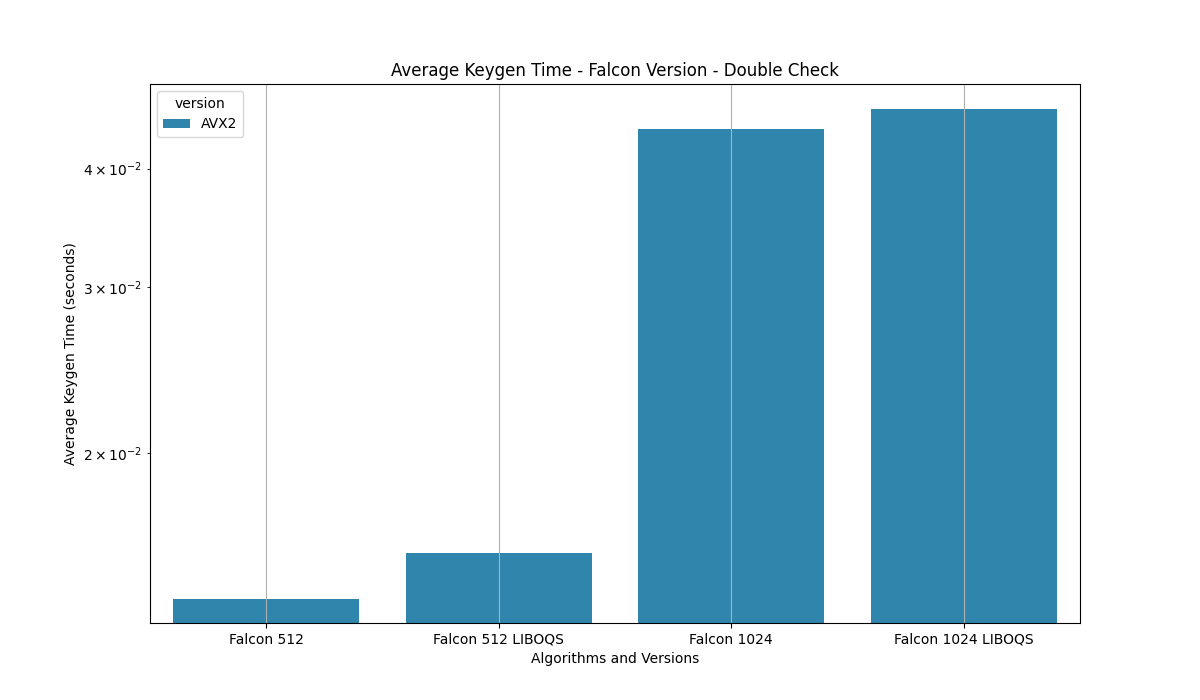 Average Keygen Time - Falcon Version - Double Check
version
AVX2
4 × 10⁻²
3 × 10⁻²
2 × 10⁻²
Average Keygen Time (seconds)
Falcon 512
Falcon 512 LIBOQS
Falcon 1024
Falcon 1024 LIBOQS
Algorithms and Versions